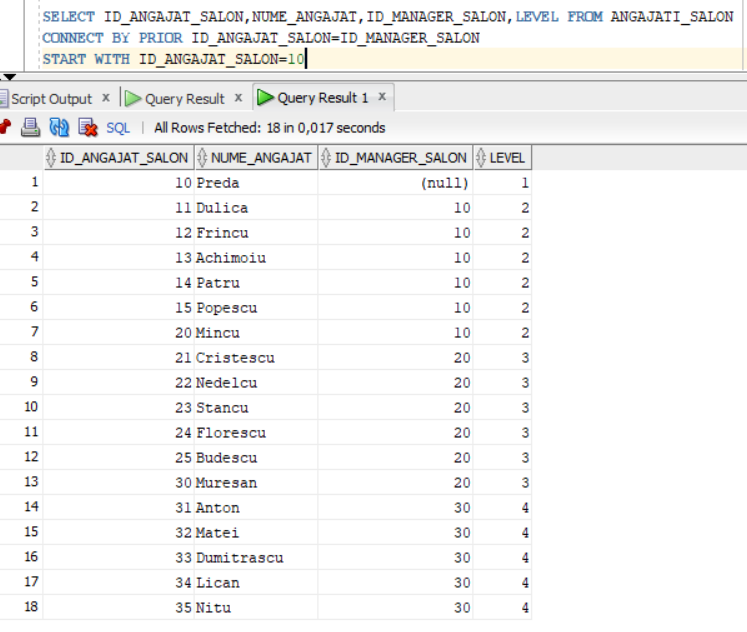 SELECT ID_ANGAJAT_SALON,NUME_ANGAJAT,ID_MANAGER_SALON,LEVEL FROM ANGAJATI_SALON
CONNECT BY PRIOR ID_ANGAJAT_SALON=ID_MANAGER_SALON
START WITH ID_ANGAJAT_SALON=10
Script Output x Query Result x Query Result 1 x
SQL | All Rows Fetched: 18 in 0,017 seconds
ID_ANGAJAT_SALON NUME_ANGAJAT ID_MANAGER_SALON LEVEL
1 10 Preda (null) 1
2 11 Dulica 10 2
3 12 Frincu 10 2
4 13 Achimoiu 10 2
5 14 Patru 10 2
6 15 Popescu 10 2
7 20 Mincu 10 2
8 21 Cristescu 20 3
9 22 Nedelcu 20 3
10 23 Stancu 20 3
11 24 Florescu 20 3
12 25 Budescu 20 3
13 30 Muresan 20 3
14 31 Anton 30 4
15 32 Matei 30 4
16 33 Dumitrascu 30 4
17 34 Lican 30 4
18 35 Nitu 30 4